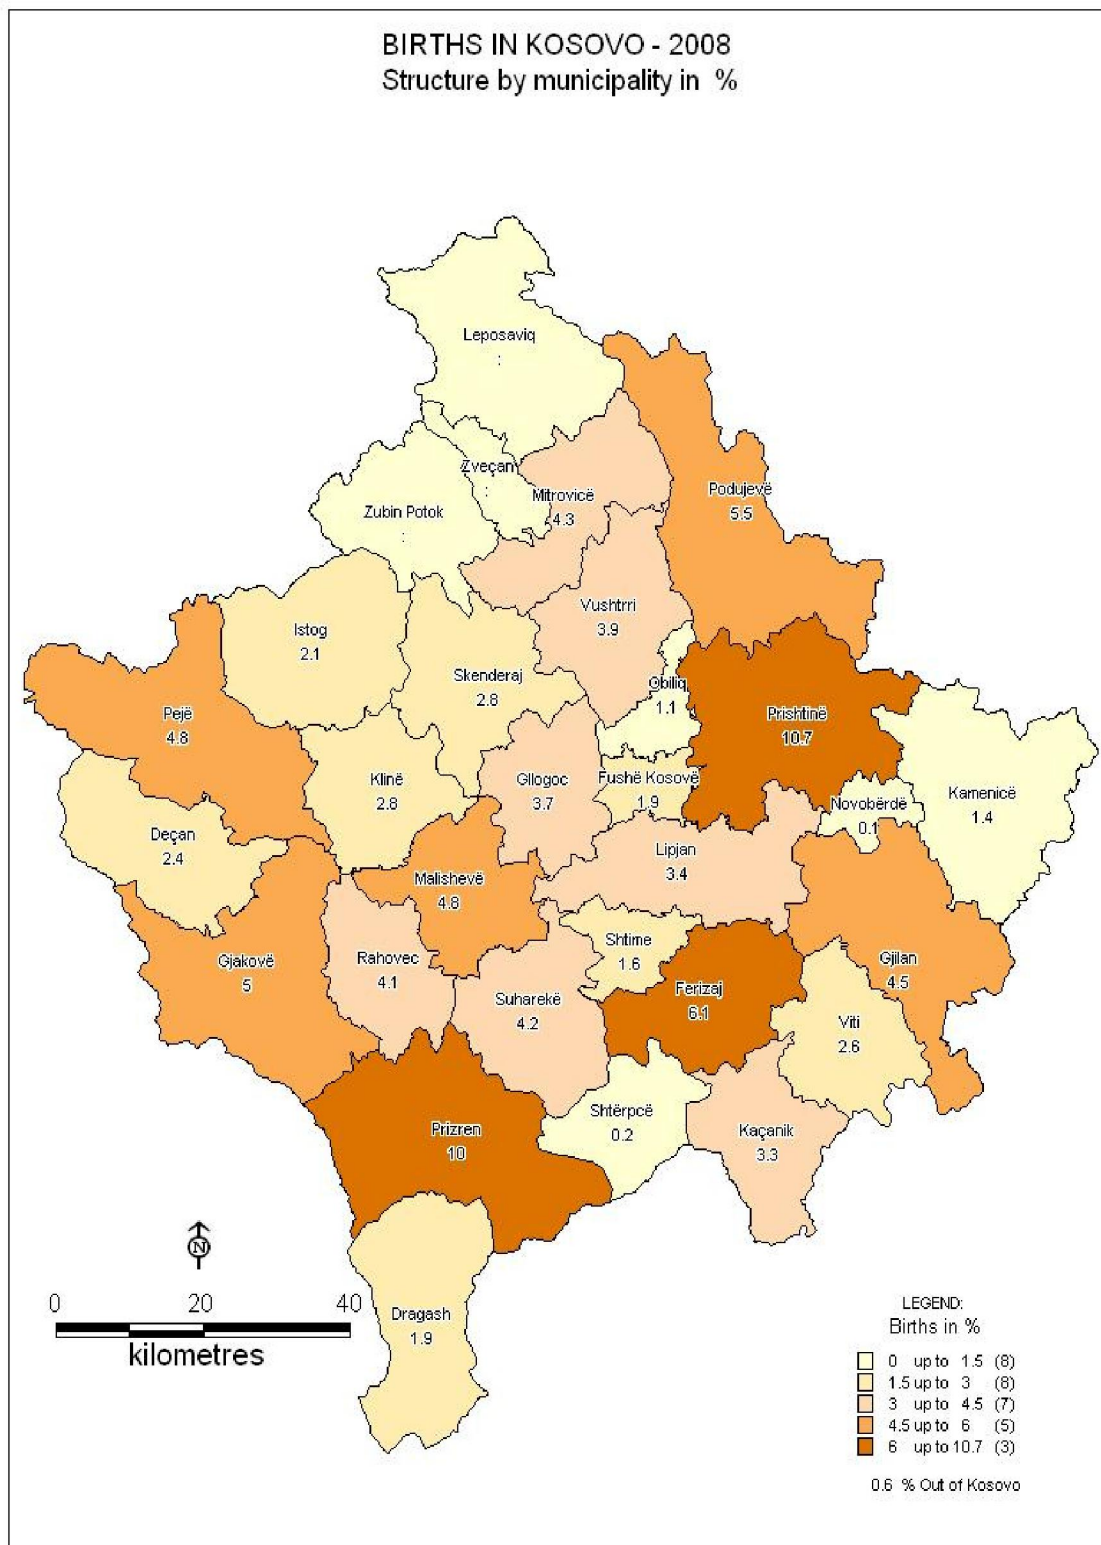 BIRTHS IN KOSOVO - 2008
Structure by municipality in %
Leposaviq
:
Zveçan
:
Mitrovicë
4.3
Podujevë
5.5
Zubin Potok
:
Vushtrri
3.9
Istog
2.1
Skenderaj
2.8
Obiliq
1.1
Pejë
4.8
Prishtinë
10.7
Klinë
2.8
Gllogoc
3.7
Fushë Kosovë
1.9
Novobërdë
0.1
Kamenicë
1.4
Deçan
2.4
Lipjan
3.4
Malishevë
4.8
Shtime
1.6
Gjakovë
5
Rahovec
4.1
Gjilan
4.5
Suharekë
4.2
Ferizaj
6.1
Viti
2.6
Shtërpcë
0.2
Kaçanik
3.3
Prizren
10
N
Dragash
1.9
0 20 40
kilometres
LEGEND:
Births in %
0 up to 1.5 (8)
1.5 up to 3 (8)
3 up to 4.5 (7)
4.5 up to 6 (5)
6 up to 10.7 (3)
0.6 % Out of Kosovo